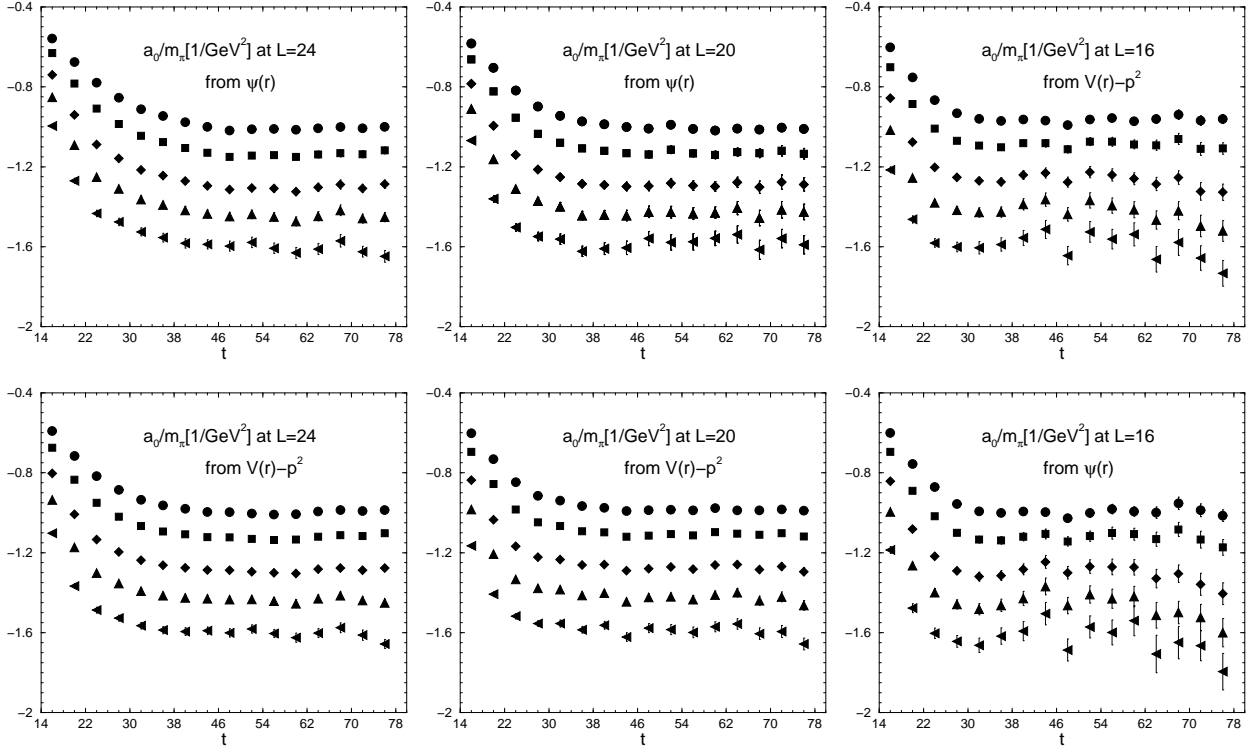 −0.4
−0.8
−1.2
−1.6
−2
a₀/mπ[1/GeV²] at L=24
from ψ(r)
14 22 30 38 46 54 62 70 78
t
−0.4
−0.8
−1.2
−1.6
−2
a₀/mπ[1/GeV²] at L=20
from ψ(r)
14 22 30 38 46 54 62 70 78
t
−0.4
−0.8
−1.2
−1.6
−2
a₀/mπ[1/GeV²] at L=16
from V(r)−p²
14 22 30 38 46 54 62 70 78
t
−0.4
−0.8
−1.2
−1.6
−2
a₀/mπ[1/GeV²] at L=24
from V(r)−p²
14 22 30 38 46 54 62 70 78
t
−0.4
−0.8
−1.2
−1.6
−2
a₀/mπ[1/GeV²] at L=20
from V(r)−p²
14 22 30 38 46 54 62 70 78
t
−0.4
−0.8
−1.2
−1.6
−2
a₀/mπ[1/GeV²] at L=16
from ψ(r)
14 22 30 38 46 54 62 70 78
t